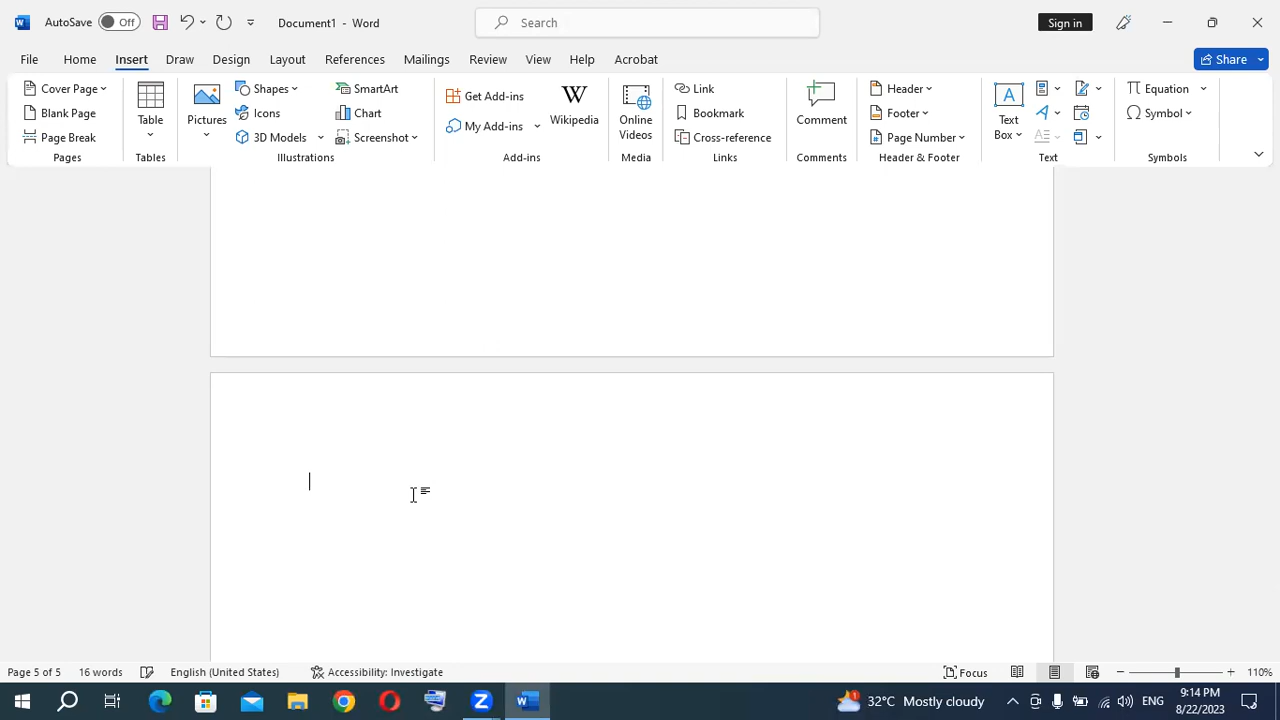 AutoSave Off Document1 - Word Search Sign in
File Home Insert Draw Design Layout References Mailings Review View Help Acrobat Share
Cover Page
Blank Page
Page Break
Pages
Table
Tables
Pictures
Shapes
Icons
3D Models
SmartArt
Chart
Screenshot
Illustrations
Get Add-ins
My Add-ins
W
Wikipedia
Add-ins
Online
Videos
Media
Link
Bookmark
Cross-reference
Links
Comment
Comments
Header
Footer
Page Number
Header & Footer
A
Text
Box
Text
Equation
Symbol
Symbols
Page 5 of 5 16 words English (United States) Accessibility: Investigate Focus 110%
32°C Mostly cloudy ENG 9:14 PM
8/22/2023